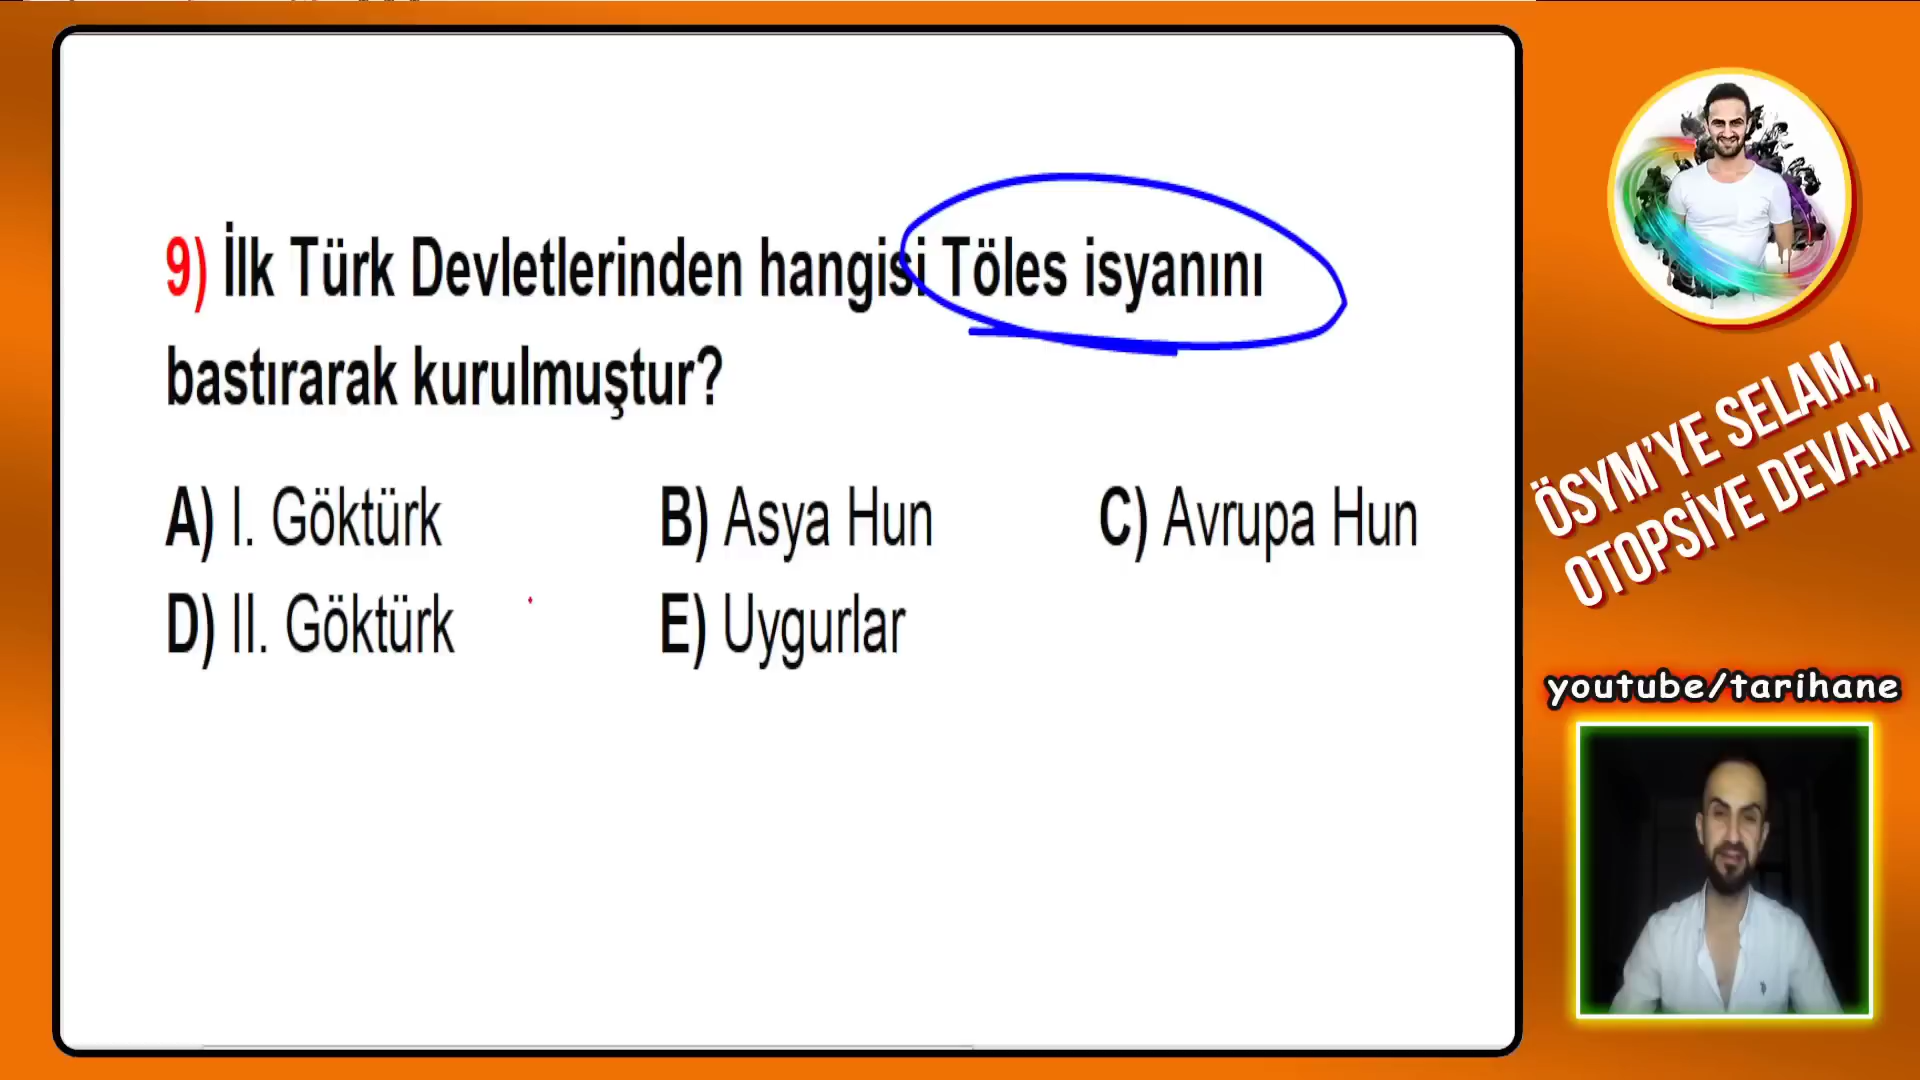 9) İlk Türk Devletlerinden hangisi Töles isyanını
bastırarak kurulmuştur?
A) I. Göktürk B) Asya Hun C) Avrupa Hun
D) II. Göktürk E) Uygurlar
ÖSYM'YE SELAM,
OTOPSİYE DEVAM
youtube/tarihane